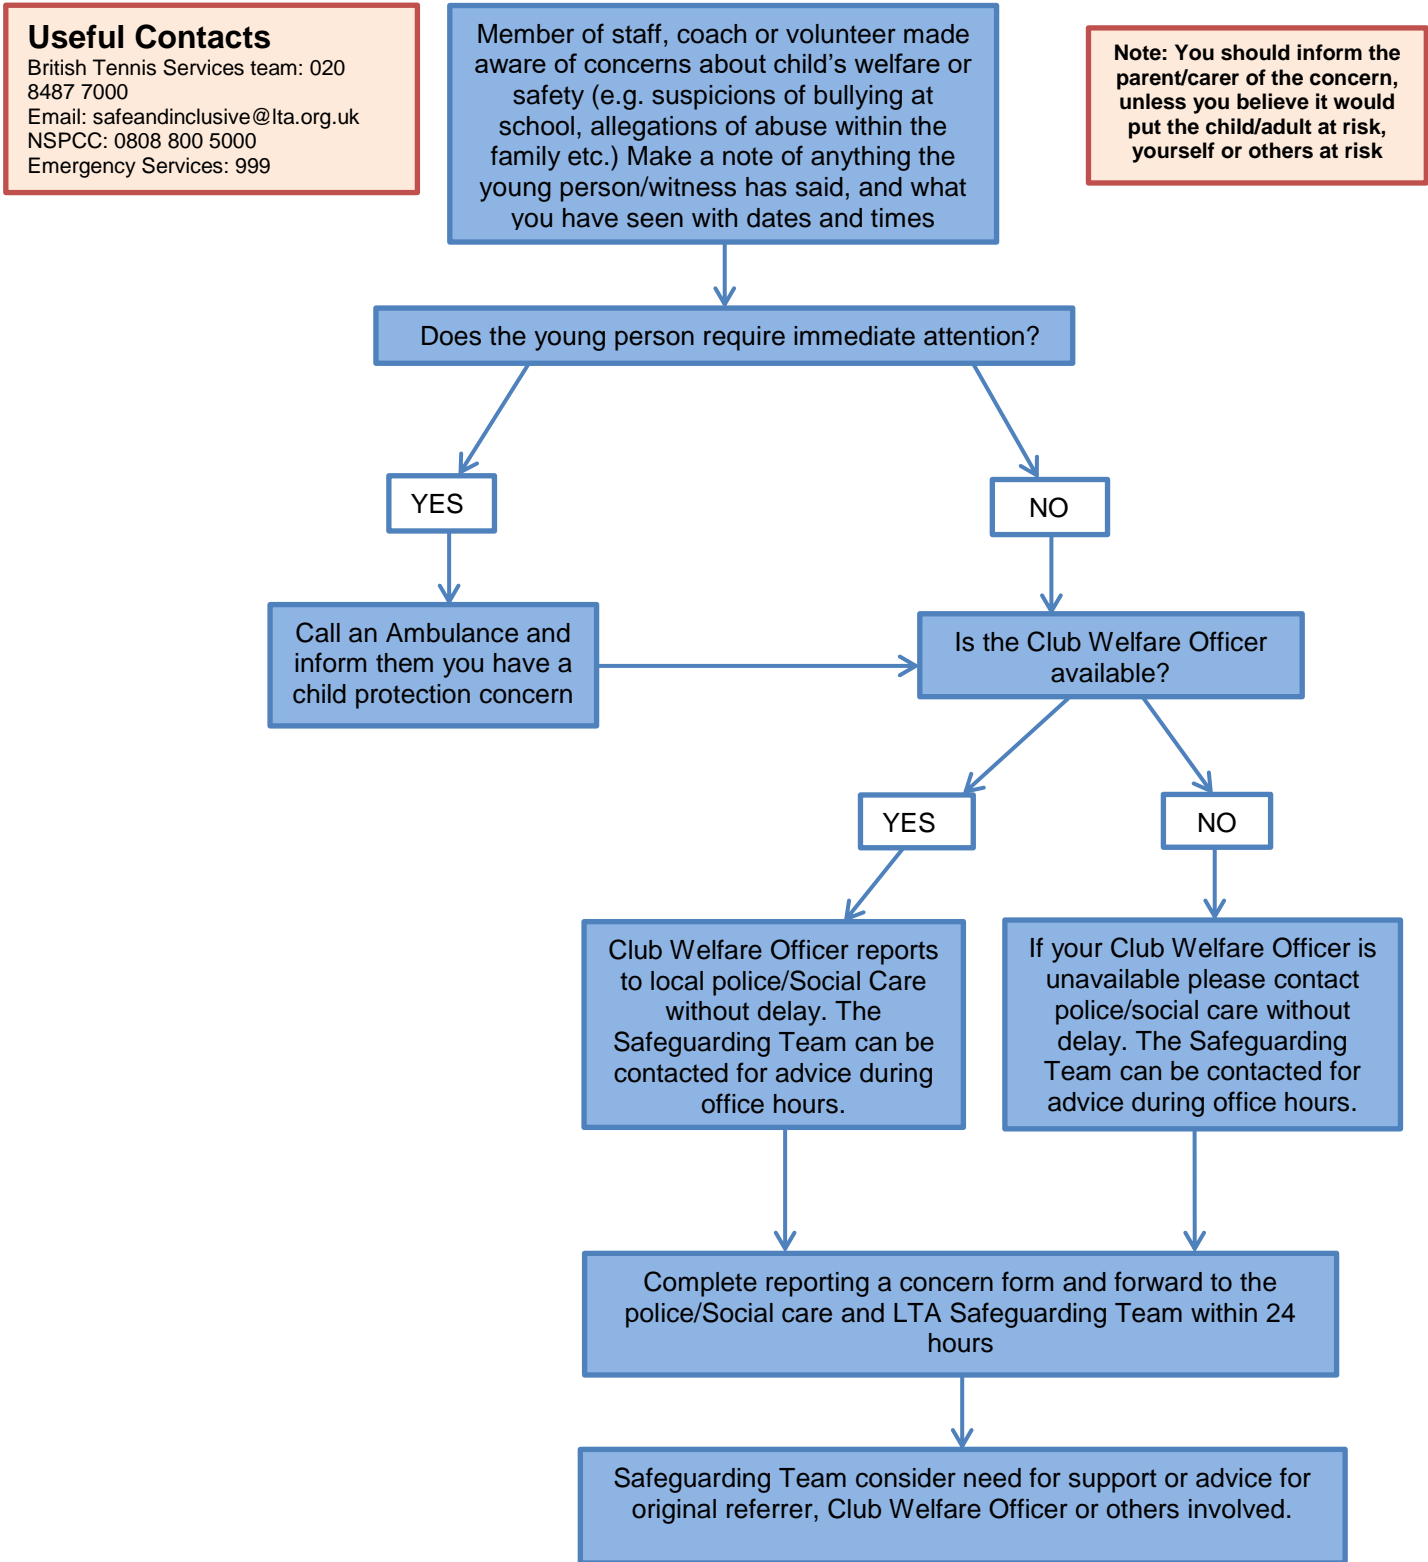 Useful Contacts
British Tennis Services team: 020
8487 7000
Email: safeandinclusive@lta.org.uk
NSPCC: 0808 800 5000
Emergency Services: 999
Member of staff, coach or volunteer made
aware of concerns about child’s welfare or
safety (e.g. suspicions of bullying at
school, allegations of abuse within the
family etc.) Make a note of anything the
young person/witness has said, and what
you have seen with dates and times
Note: You should inform the
parent/carer of the concern,
unless you believe it would
put the child/adult at risk,
yourself or others at risk
Does the young person require immediate attention?
YES
NO
Call an Ambulance and
inform them you have a
child protection concern
Is the Club Welfare Officer
available?
YES
NO
Club Welfare Officer reports
to local police/Social Care
without delay. The
Safeguarding Team can be
contacted for advice during
office hours.
If your Club Welfare Officer is
unavailable please contact
police/social care without
delay. The Safeguarding
Team can be contacted for
advice during office hours.
Complete reporting a concern form and forward to the
police/Social care and LTA Safeguarding Team within 24
hours
Safeguarding Team consider need for support or advice for
original referrer, Club Welfare Officer or others involved.